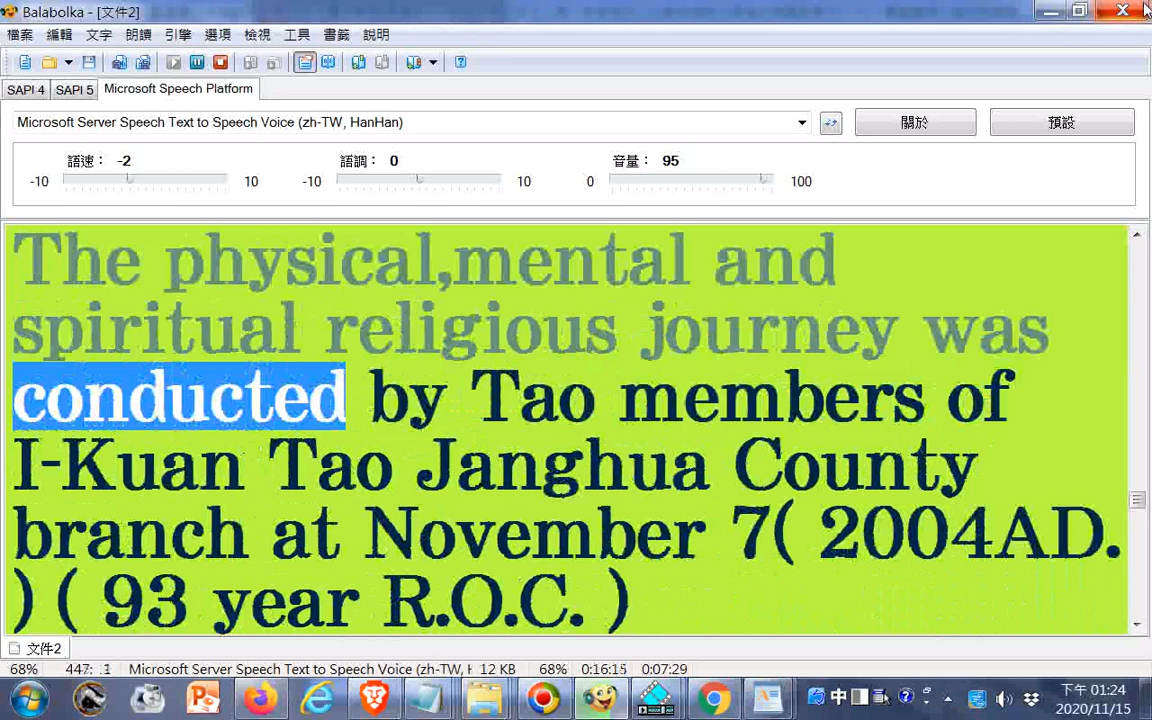 Balabolka - [文件2]
檔案 編輯 文字 朗讀 引擎 選項 檢視 工具 書籤 說明
SAPI 4 SAPI 5 Microsoft Speech Platform
Microsoft Server Speech Text to Speech Voice (zh-TW, HanHan) 關於 預設
語速： -2 語調： 0 音量： 95
-10 10 -10 10 0 100
The physical,mental and
spiritual religious journey was
conducted by Tao members of
I-Kuan Tao Janghua County
branch at November 7( 2004AD.
) ( 93 year R.O.C. )
文件2
68% 447: 1 Microsoft Server Speech Text to Speech Voice (zh-TW, H 12 KB 68% 0:16:15 0:07:29
中 下午 01:24
2020/11/15